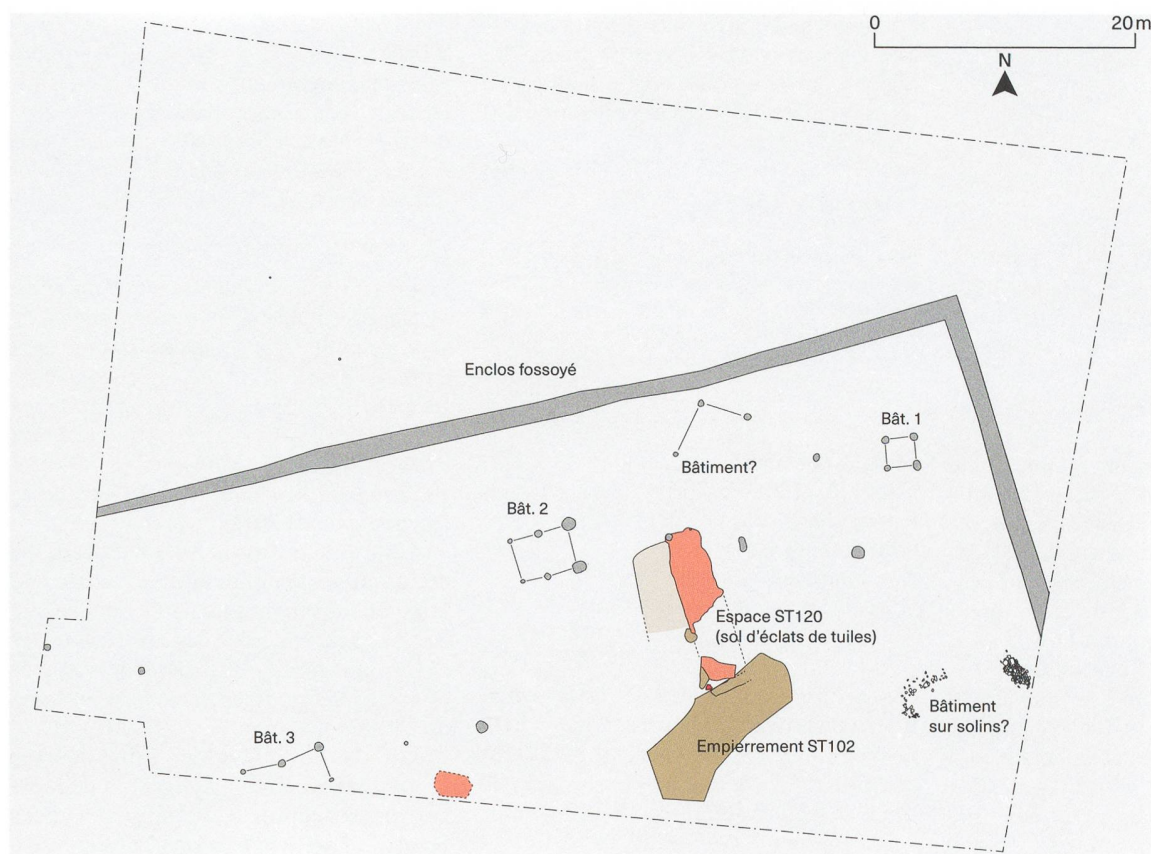 0 20 m
N
Enclos fossoyé
Bât. 1
Bâtiment?
Bât. 2
Espace ST120
(sol d'éclats de tuiles)
Bâtiment
sur solins?
Bât. 3
Empierrement ST102